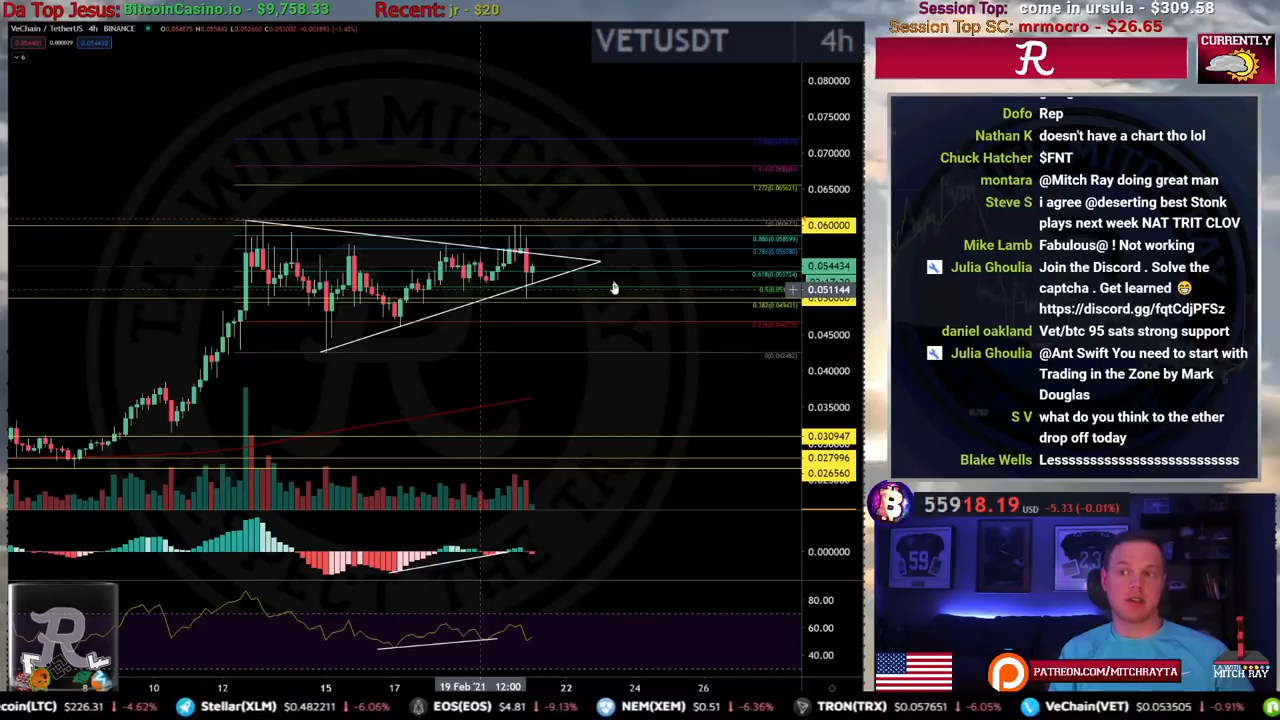 Da Top Jesus: BitcoinCasino.io - $9,758.33
Recent: jr - $20
Session Top: come in ursula - $309.58
Session Top SC: mrmocro - $26.65
VeChain / TetherUS 4h BINANCE
VETUSDT 4h
CURRENTLY
0.080000
0.075000
0.070000
0.065000
0.060000
0.054434
0.051144
0.045000
0.040000
0.035000
0.030947
0.027996
0.026560
0.000000
80.00
60.00
40.00
10
12
15
17
19 Feb '21 12:00
22
24
26
Dofo Rep
Nathan K doesn't have a chart tho lol
Chuck Hatcher $FNT
montara @Mitch Ray doing great man
Steve S i agree @deserting best Stonk
plays next week NAT TRIT CLOV
Mike Lamb Fabulous@ ! Not working
Julia Ghoulia Join the Discord . Solve the
captcha . Get learned 😁
https://discord.gg/fqtCdjPFSz
daniel oakland Vet/btc 95 sats strong support
Julia Ghoulia @Ant Swift You need to start with
Trading in the Zone by Mark
Douglas
S V what do you think to the ether
drop off today
Blake Wells Lesssssssssssssssssssssssssss
55918.19 USD -5.33 (-0.01%)
PATREON.COM/MITCHRAYTA
T.A.WITH
MITCH RAY
coin(LTC) $226.31 -4.62% Stellar(XLM) $0.482211 -6.06% EOS(EOS) $4.81 -9.13% NEM(XEM) $0.51 -6.36% TRON(TRX) $0.057651 -6.05% VeChain(VET) $0.053505 -0.91%